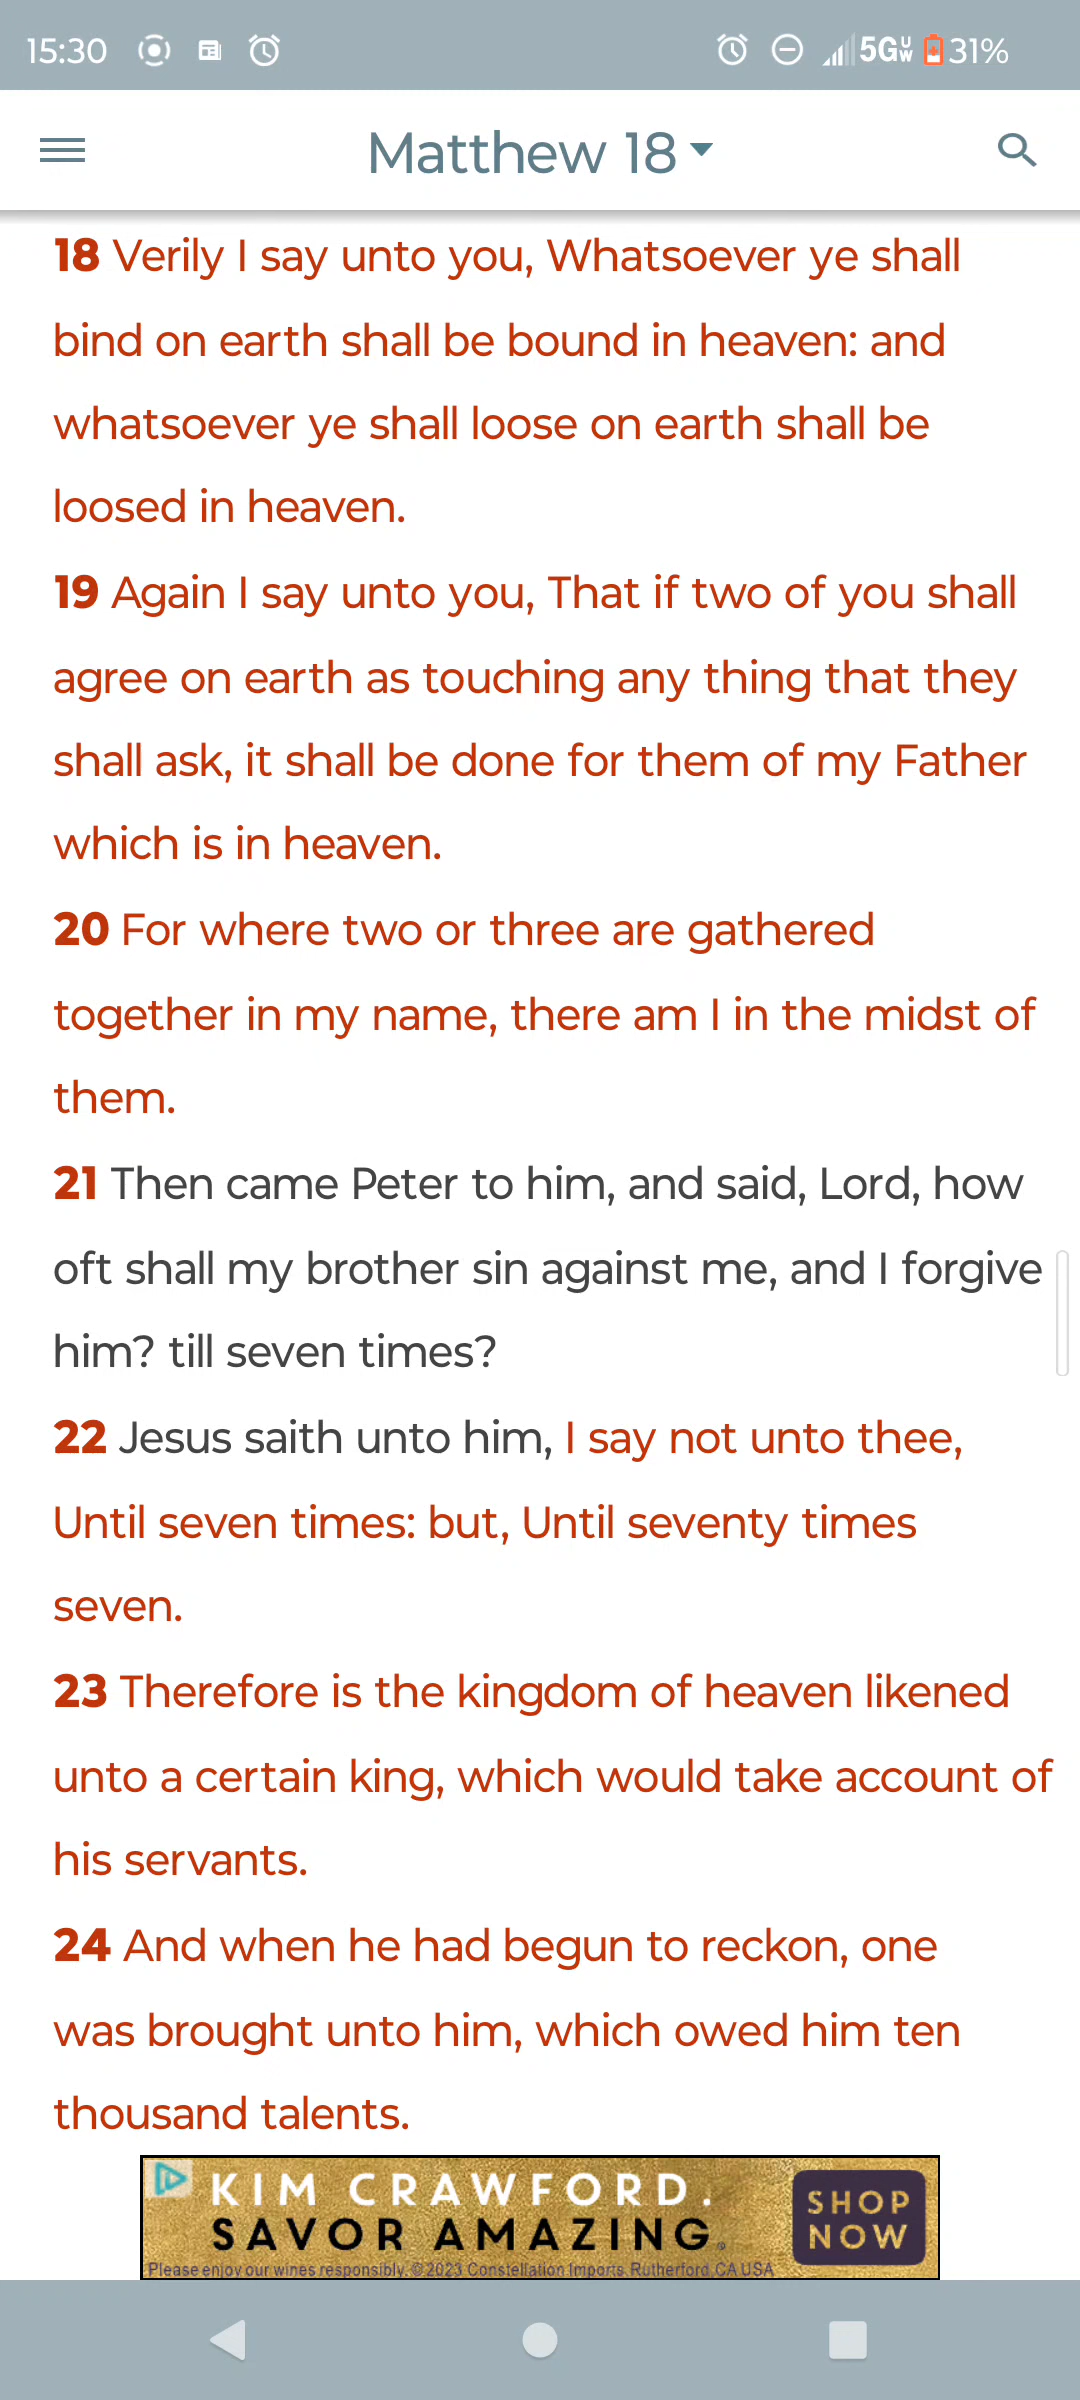 15:30 5G UW 31%
Matthew 18
18 Verily I say unto you, Whatsoever ye shall
bind on earth shall be bound in heaven: and
whatsoever ye shall loose on earth shall be
loosed in heaven.
19 Again I say unto you, That if two of you shall
agree on earth as touching any thing that they
shall ask, it shall be done for them of my Father
which is in heaven.
20 For where two or three are gathered
together in my name, there am I in the midst of
them.
21 Then came Peter to him, and said, Lord, how
oft shall my brother sin against me, and I forgive
him? till seven times?
22 Jesus saith unto him, I say not unto thee,
Until seven times: but, Until seventy times
seven.
23 Therefore is the kingdom of heaven likened
unto a certain king, which would take account of
his servants.
24 And when he had begun to reckon, one
was brought unto him, which owed him ten
thousand talents.
KIM CRAWFORD.
SAVOR AMAZING®
SHOP
NOW
Please enjoy our wines responsibly. © 2023 Constellation Imports, Rutherford, CA USA